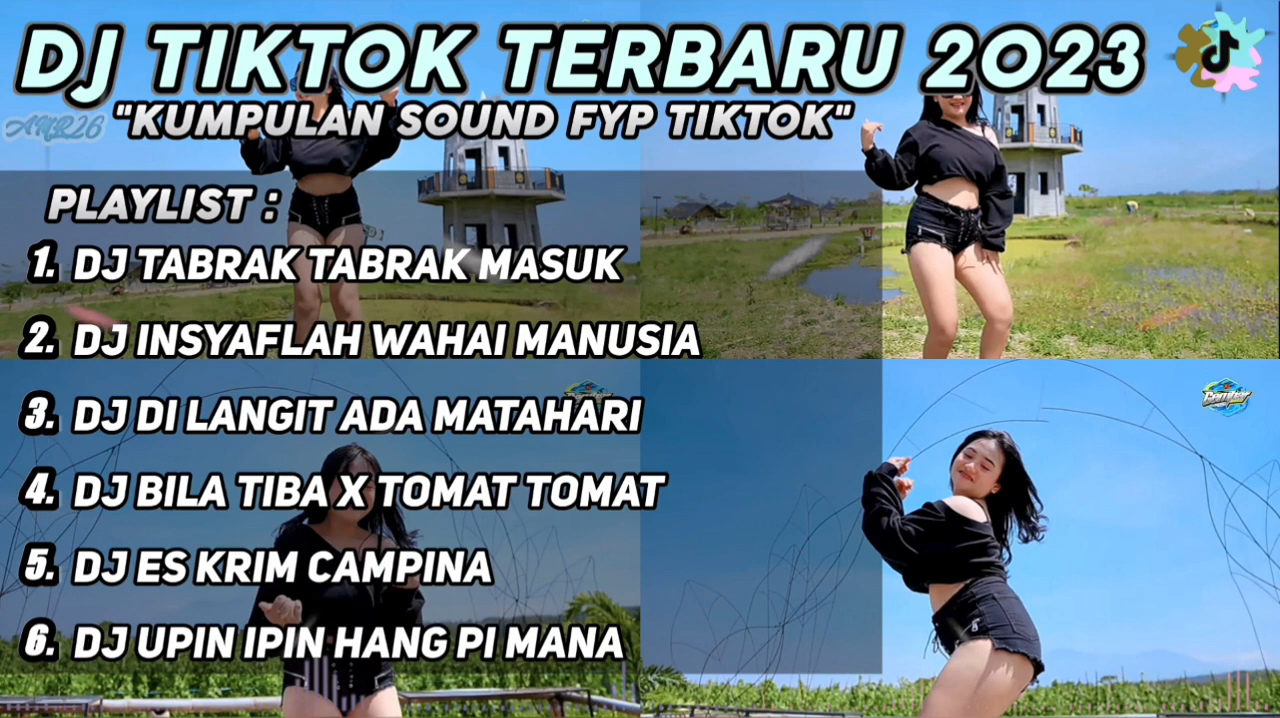 DJ TIKTOK TERBARU 2023
"KUMPULAN SOUND FYP TIKTOK"
AMR26
PLAYLIST :
1. DJ TABRAK TABRAK MASUK
2. DJ INSYAFLAH WAHAI MANUSIA
3. DJ DI LANGIT ADA MATAHARI
4. DJ BILA TIBA X TOMAT TOMAT
5. DJ ES KRIM CAMPINA
6. DJ UPIN IPIN HANG PI MANA